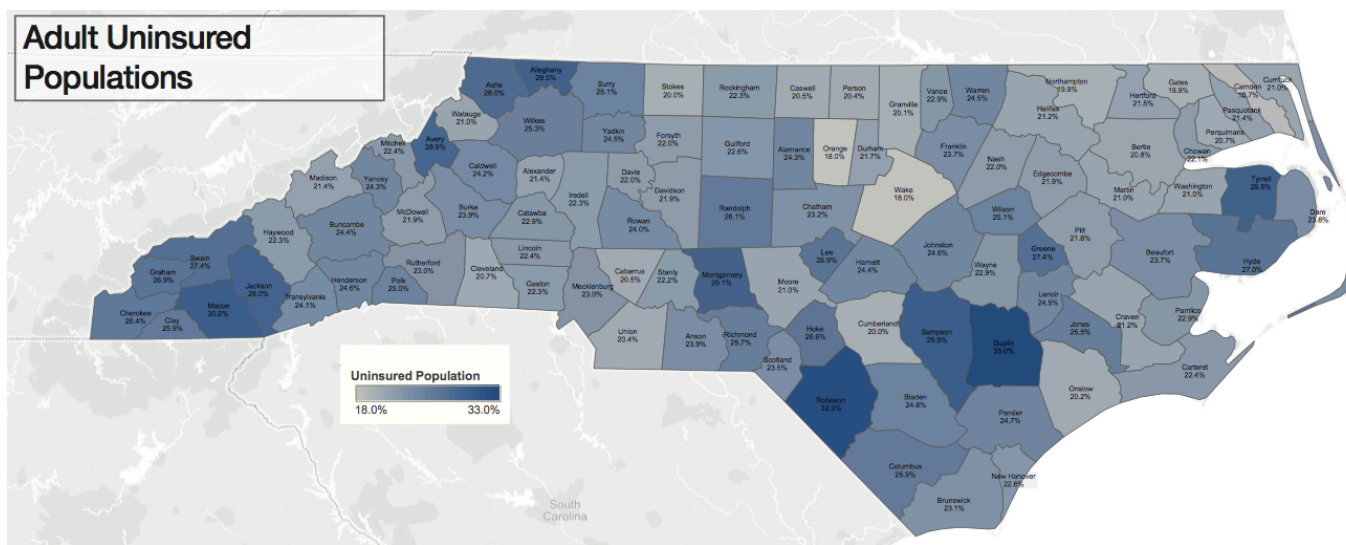 Adult Uninsured
Populations
Alleghany
29.5%
Ashe
28.0%
Surry
25.1%
Stokes
20.0%
Rockingham
22.3%
Caswell
20.5%
Person
20.4%
Granville
20.1%
Vance
22.9%
Warren
24.5%
Northampton
19.9%
Halifax
21.2%
Hertford
21.5%
Gates
19.9%
Camden
Currituck
21.0%
Pasquotank
21.4%
Perquimans
20.7%
Chowan
22.1%
Bertie
20.8%
Watauga
21.0%
Wilkes
25.3%
Yadkin
24.5%
Forsyth
22.0%
Guilford
22.6%
Alamance
24.3%
Orange
18.0%
Durham
21.7%
Franklin
23.7%
Nash
22.0%
Edgecombe
21.9%
Martin
21.0%
Washington
21.0%
Tyrrell
29.5%
Dare
23.8%
Mitchell
22.4%
Avery
28.9%
Caldwell
24.2%
Alexander
21.4%
Iredell
22.3%
Davie
22.0%
Davidson
21.9%
Randolph
26.1%
Chatham
23.2%
Wake
18.0%
Wilson
25.1%
Pitt
21.8%
Beaufort
23.7%
Hyde
27.0%
Madison
21.4%
Yancey
24.3%
McDowell
21.9%
Burke
23.9%
Catawba
22.9%
Rowan
24.0%
Lee
26.9%
Harnett
24.4%
Johnston
24.6%
Wayne
22.9%
Greene
27.4%
Lenoir
24.5%
Craven
21.2%
Pamlico
22.9%
Haywood
22.3%
Buncombe
24.4%
Rutherford
23.0%
Cleveland
20.7%
Lincoln
22.4%
Gaston
22.3%
Mecklenburg
23.0%
Cabarrus
20.5%
Stanly
22.2%
Montgomery
29.1%
Moore
21.0%
Swain
27.4%
Graham
26.9%
Jackson
29.0%
Macon
30.2%
Cherokee
26.4%
Clay
25.9%
Transylvania
24.1%
Henderson
24.6%
Polk
25.0%
Union
20.4%
Anson
23.9%
Richmond
25.7%
Scotland
23.5%
Hoke
26.6%
Cumberland
20.0%
Sampson
29.9%
Duplin
33.0%
Jones
25.5%
Carteret
22.4%
Onslow
20.2%
Robeson
32.3%
Bladen
24.8%
Pender
24.7%
Columbus
25.9%
Brunswick
23.1%
New Hanover
22.6%
Uninsured Population
18.0% 33.0%
South
Carolina